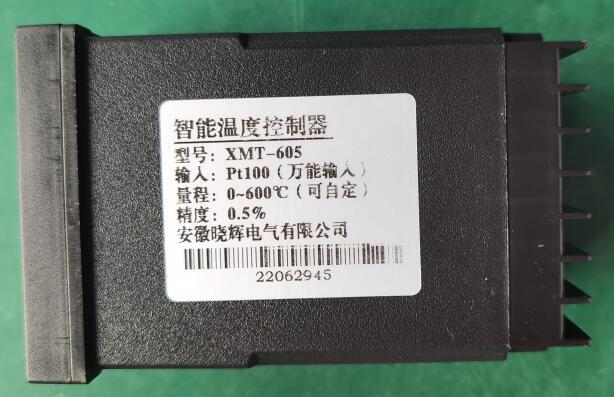 智能温度控制器
型号：XMT-605
输入：Pt100（万能输入）
量程：0~600℃（可自定）
精度：0.5%
安徽晓辉电气有限公司
22062945